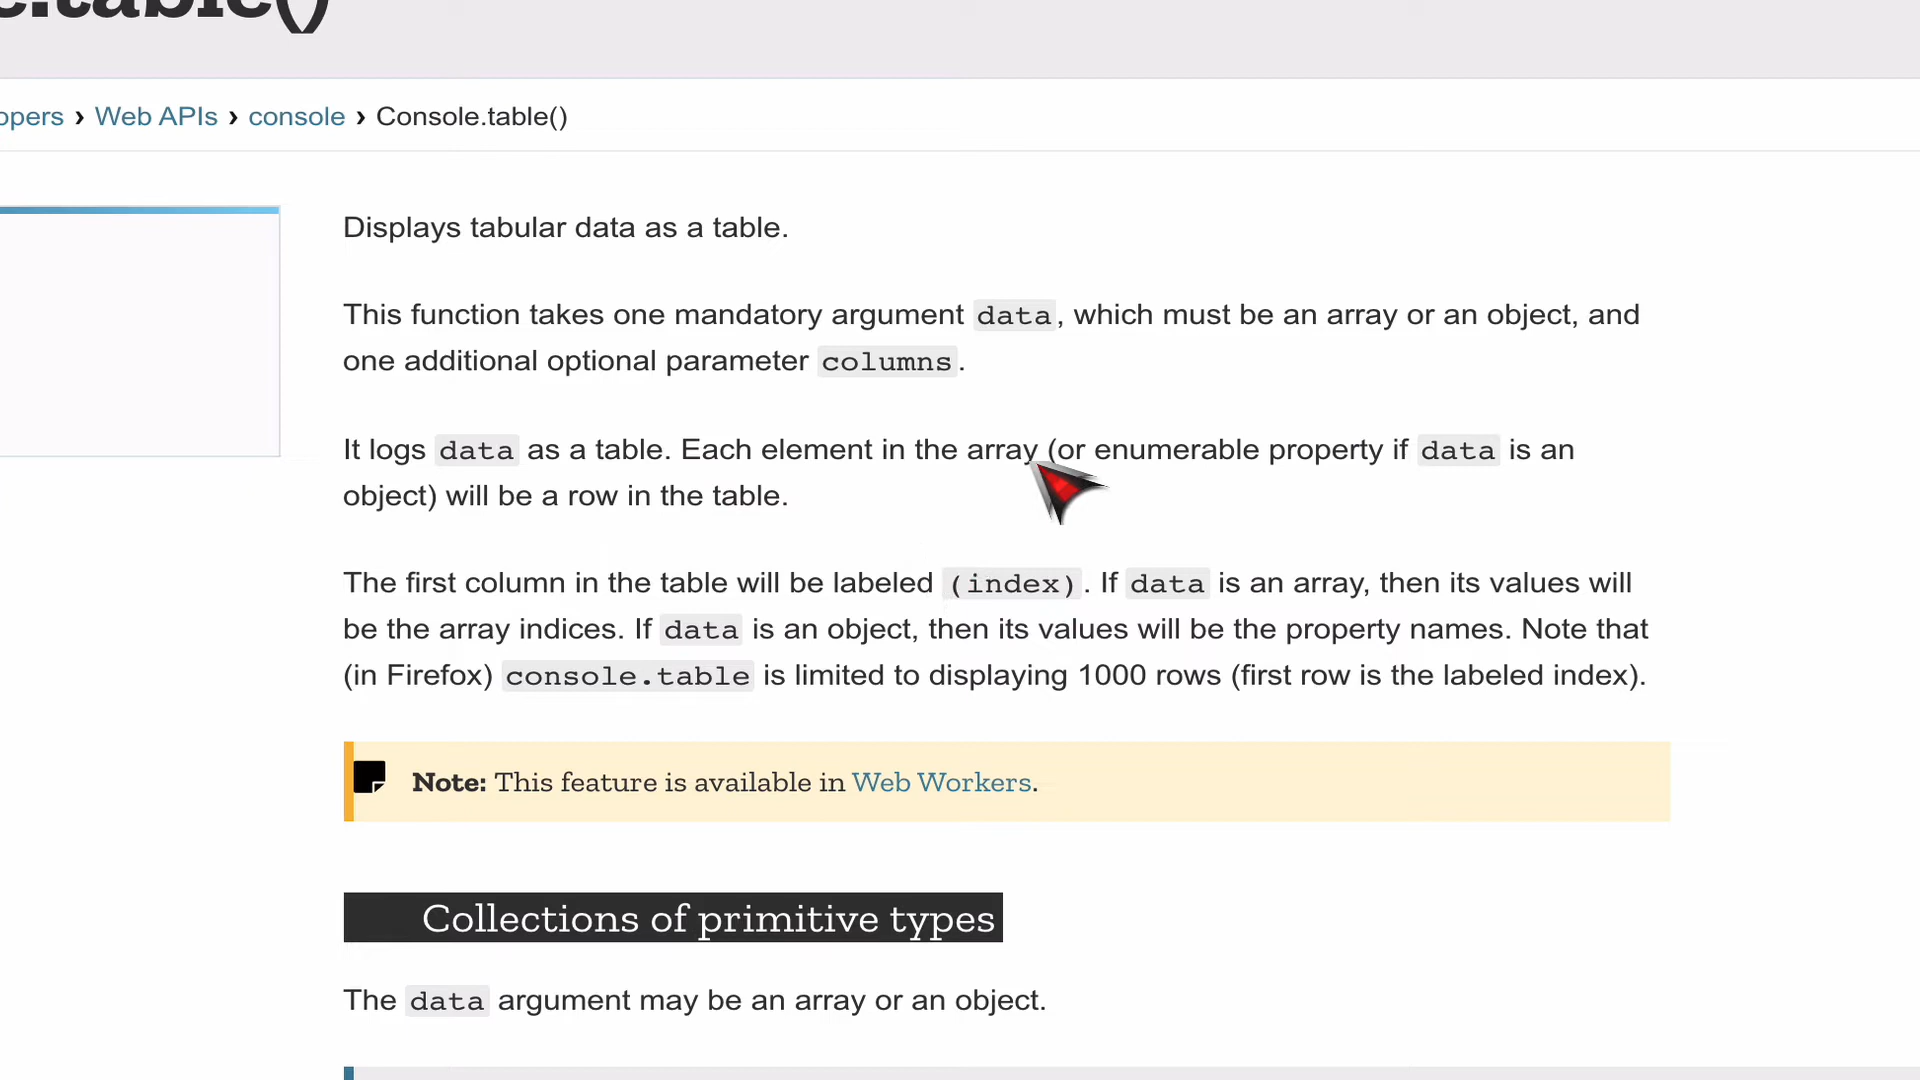 e.table()
opers › Web APIs › console › Console.table()
Displays tabular data as a table.
This function takes one mandatory argument data, which must be an array or an object, and
one additional optional parameter columns.
It logs data as a table. Each element in the array (or enumerable property if data is an
object) will be a row in the table.
The first column in the table will be labeled (index). If data is an array, then its values will
be the array indices. If data is an object, then its values will be the property names. Note that
(in Firefox) console.table is limited to displaying 1000 rows (first row is the labeled index).
Note: This feature is available in Web Workers.
Collections of primitive types
The data argument may be an array or an object.